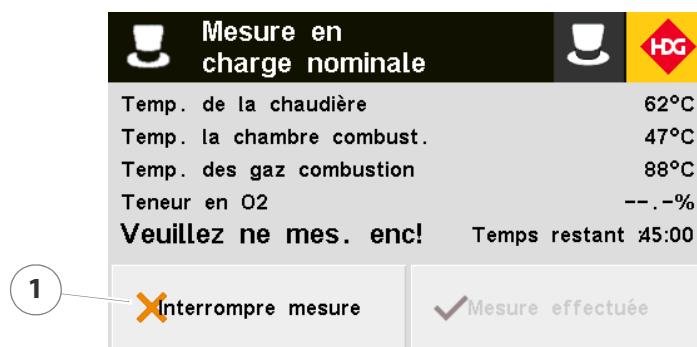 Mesure en
charge nominale
HDG
Temp. de la chaudière 62°C
Temp. la chambre combust. 47°C
Temp. des gaz combustion 88°C
Teneur en O2 --.-%
Veuillez ne mes. enc! Temps restant :45:00
1
Interrompre mesure
Mesure effectuée